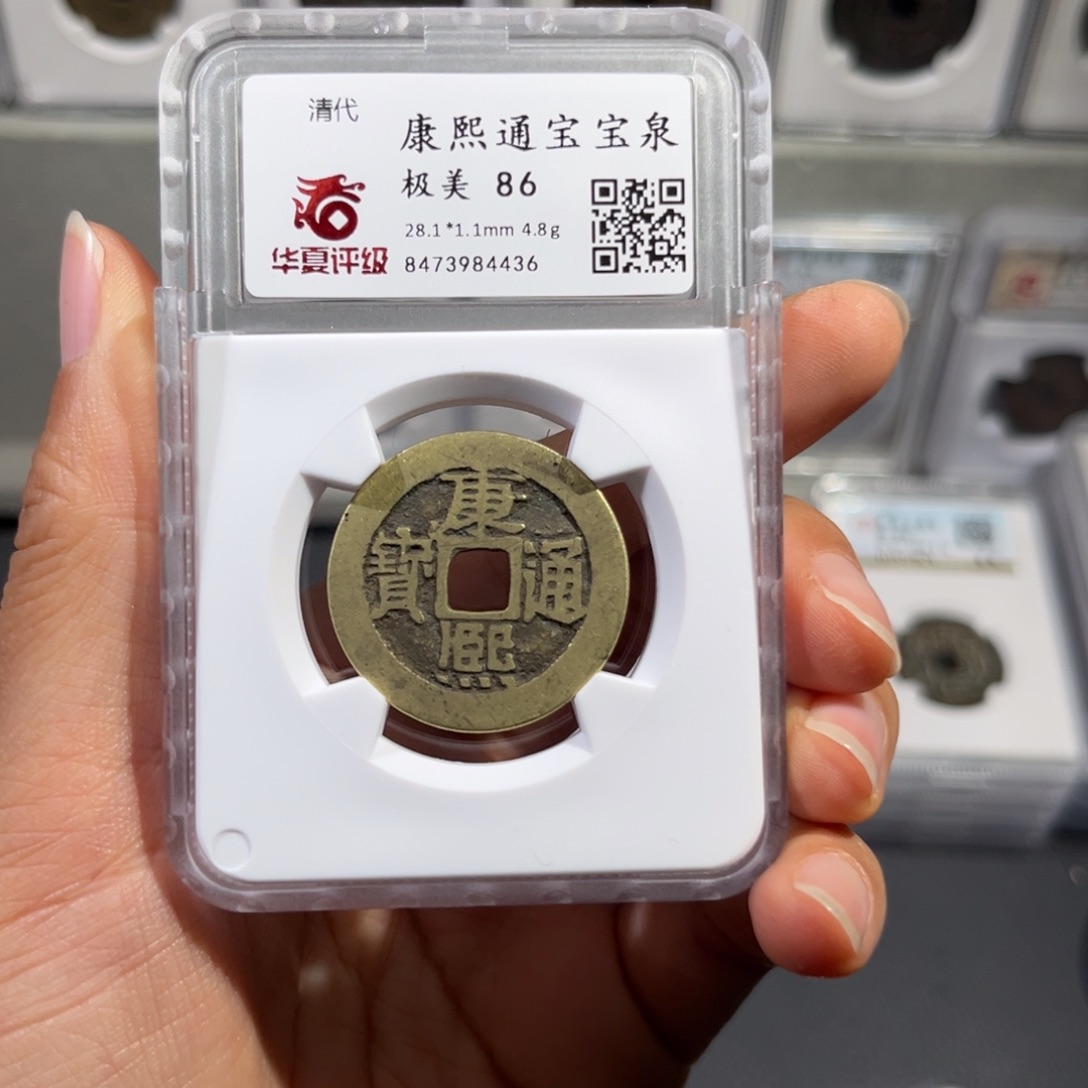 清代
康熙通宝宝泉
极美 86
28.1*1.1mm 4.8g
8473984436
华夏评级
康
寶 通
熙